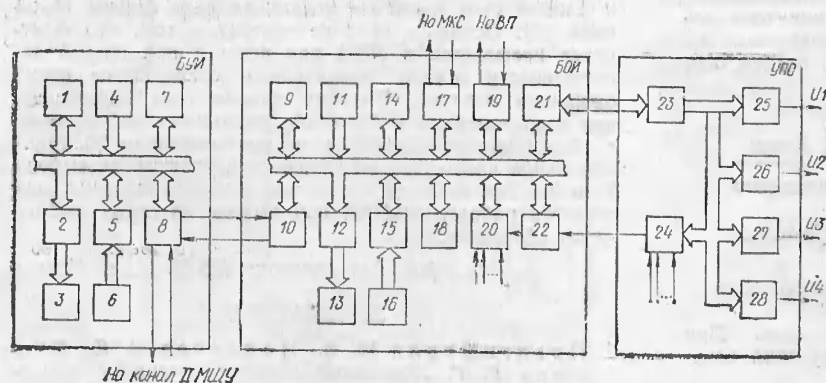 На МКС На ВП
БУИ БОИ УПО
1 4 7 9 11 14 17 19 21 23 25 U1
26 U2
2 5 8 10 12 15 18 20 22 24 27 U3
3 6 13 16 28 U4
На канал II МШУ